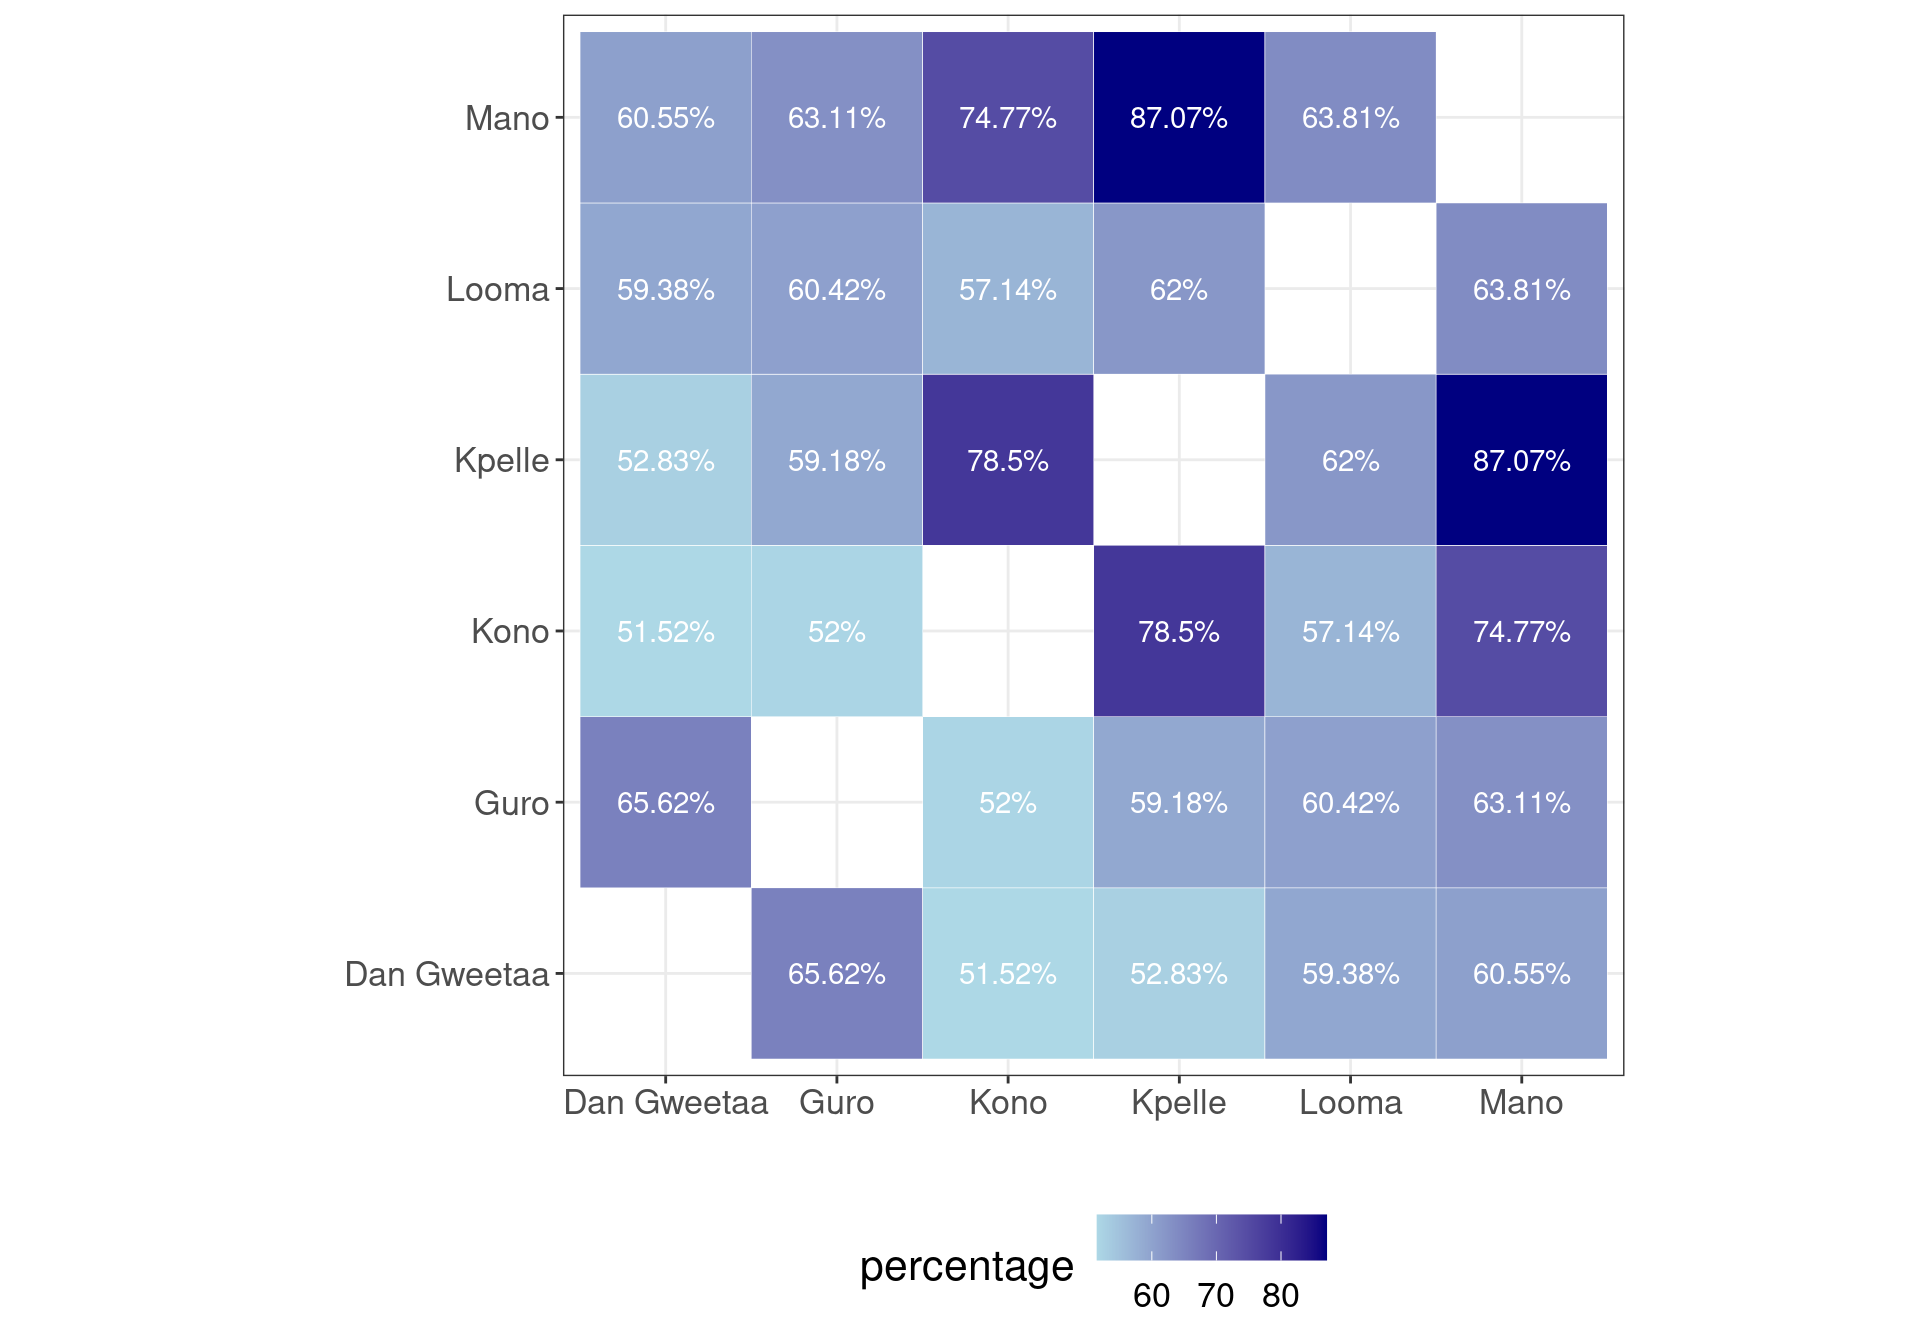 Mano 60.55% 63.11% 74.77% 87.07% 63.81%
Looma 59.38% 60.42% 57.14% 62% 63.81%
Kpelle 52.83% 59.18% 78.5% 62% 87.07%
Kono 51.52% 52% 78.5% 57.14% 74.77%
Guro 65.62% 52% 59.18% 60.42% 63.11%
Dan Gweetaa 65.62% 51.52% 52.83% 59.38% 60.55%
Dan Gweetaa Guro Kono Kpelle Looma Mano
percentage
60 70 80